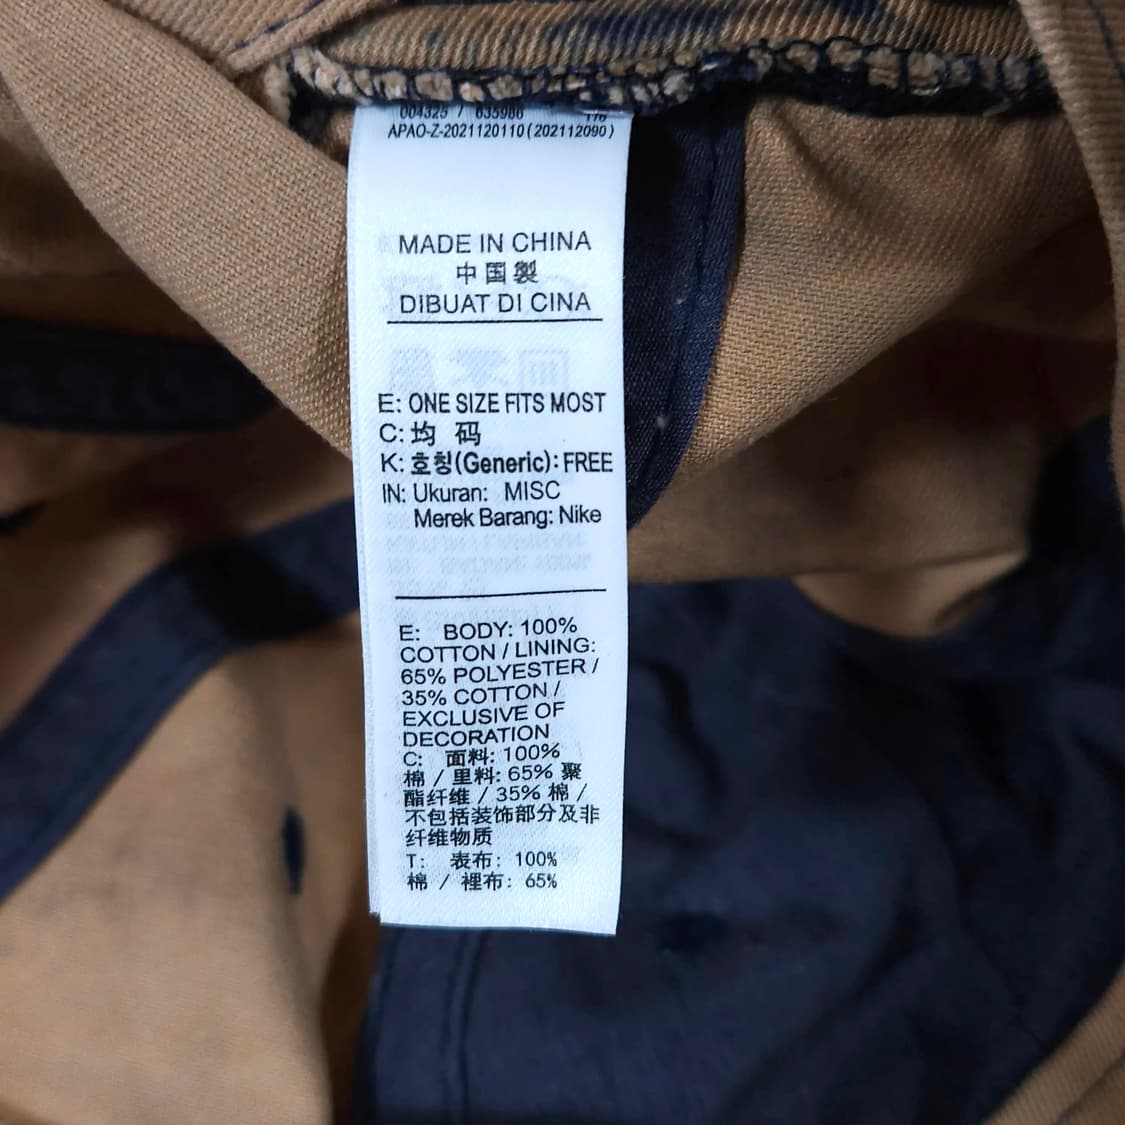 004325 / 635986 176
APAO-Z-2021120110(202112090)
MADE IN CHINA
中国製
DIBUAT DI CINA
E: ONE SIZE FITS MOST
C: 均 码
K: 호칭(Generic): FREE
IN: Ukuran: MISC
Merek Barang: Nike
E: BODY: 100%
COTTON / LINING:
65% POLYESTER /
35% COTTON /
EXCLUSIVE OF
DECORATION
C: 面料: 100%
棉 / 里料: 65% 聚
酯纤维 / 35% 棉 /
不包括装饰部分及非
纤维物质
T: 表布: 100%
棉 / 裡布: 65%